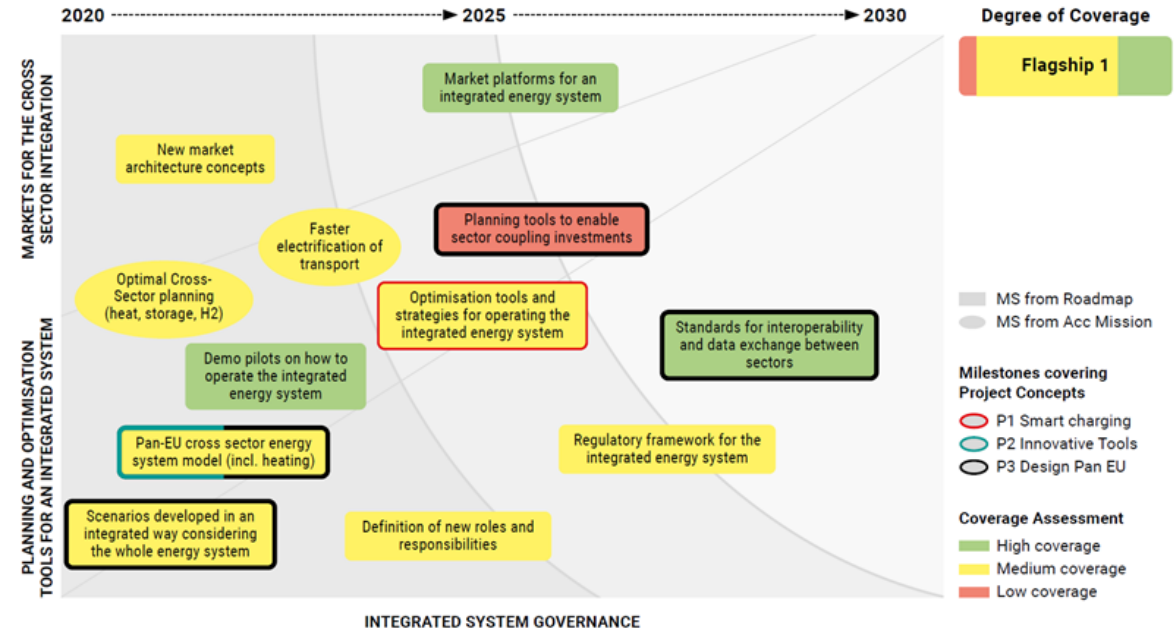 2020
2025
2030
Degree of Coverage
Flagship 1
MARKETS FOR THE CROSS
SECTOR INTEGRATION
Market platforms for an
integrated energy system
New market
architecture concepts
Planning tools to enable
sector coupling investments
Faster
electrification of
transport
Optimal Cross-
Sector planning
(heat, storage, H2)
Optimisation tools and
strategies for operating the
integrated energy system
Standards for interoperability
and data exchange between
sectors
MS from Roadmap
MS from Acc Mission
PLANNING AND OPTIMISATION
TOOLS FOR AN INTEGRATED SYSTEM
Demo pilots on how to
operate the integrated
energy system
Pan-EU cross sector energy
system model (incl. heating)
Regulatory framework for the
integrated energy system
Scenarios developed in an
integrated way considering
the whole energy system
Definition of new roles and
responsibilities
Milestones covering
Project Concepts
P1 Smart charging
P2 Innovative Tools
P3 Design Pan EU
Coverage Assessment
High coverage
Medium coverage
Low coverage
INTEGRATED SYSTEM GOVERNANCE